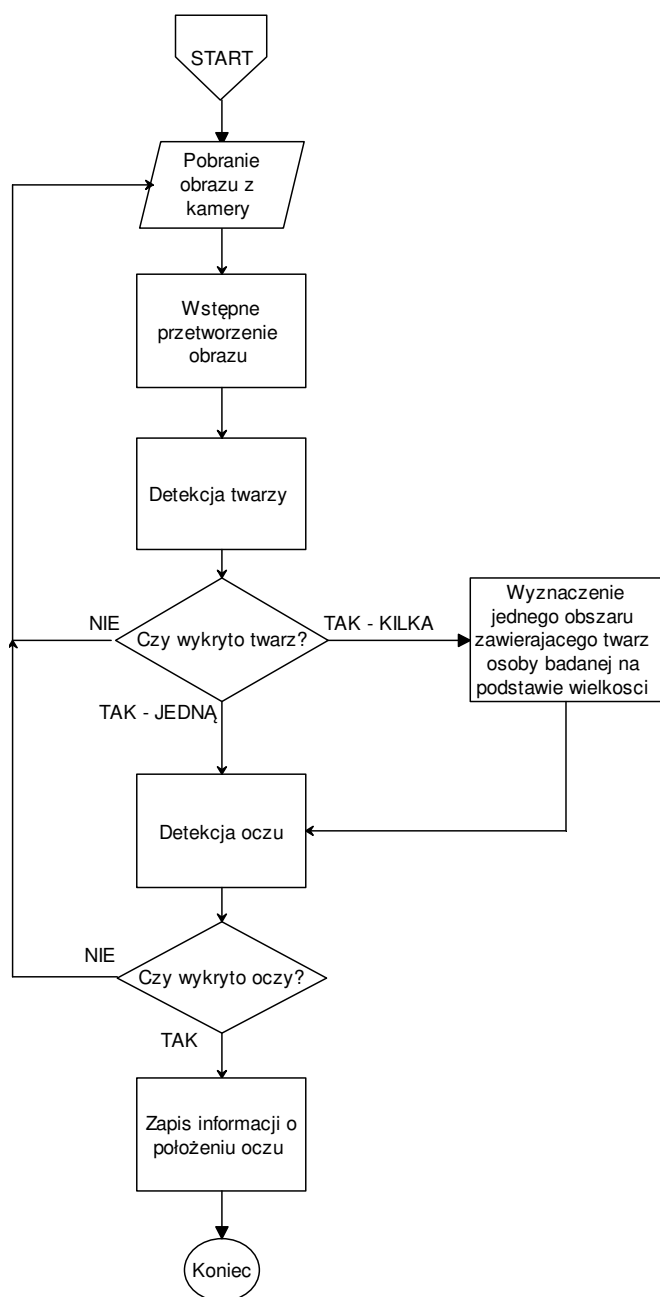 START
Pobranie
obrazu z
kamery
Wstępne
przetworzenie
obrazu
Detekcja twarzy
NIE
Czy wykryto twarz?
TAK - KILKA
Wyznaczenie
jednego obszaru
zawierajacego twarz
osoby badanej na
podstawie wielkosci
TAK - JEDNĄ
Detekcja oczu
NIE
Czy wykryto oczy?
TAK
Zapis informacji o
położeniu oczu
Koniec